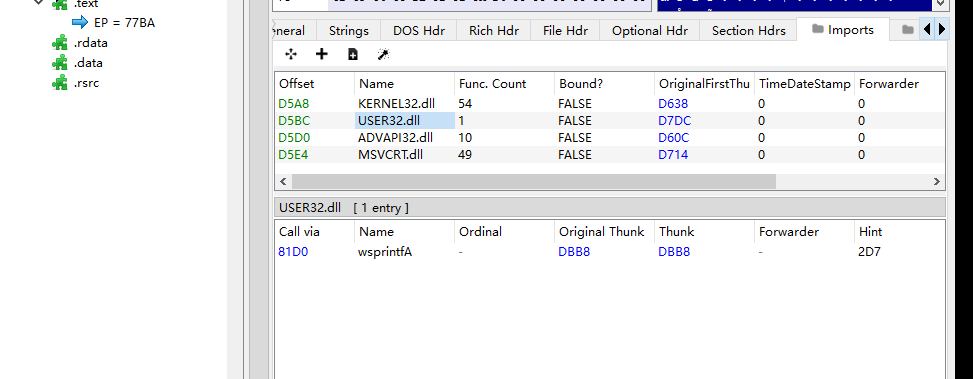 .text
EP = 77BA
.rdata
.data
.rsrc
eneral Strings DOS Hdr Rich Hdr File Hdr Optional Hdr Section Hdrs Imports
Offset Name Func. Count Bound? OriginalFirstThu TimeDateStamp Forwarder
D5A8 KERNEL32.dll 54 FALSE D638 0 0
D5BC USER32.dll 1 FALSE D7DC 0 0
D5D0 ADVAPI32.dll 10 FALSE D60C 0 0
D5E4 MSVCRT.dll 49 FALSE D714 0 0
USER32.dll [ 1 entry ]
Call via Name Ordinal Original Thunk Thunk Forwarder Hint
81D0 wsprintfA - DBB8 DBB8 - 2D7